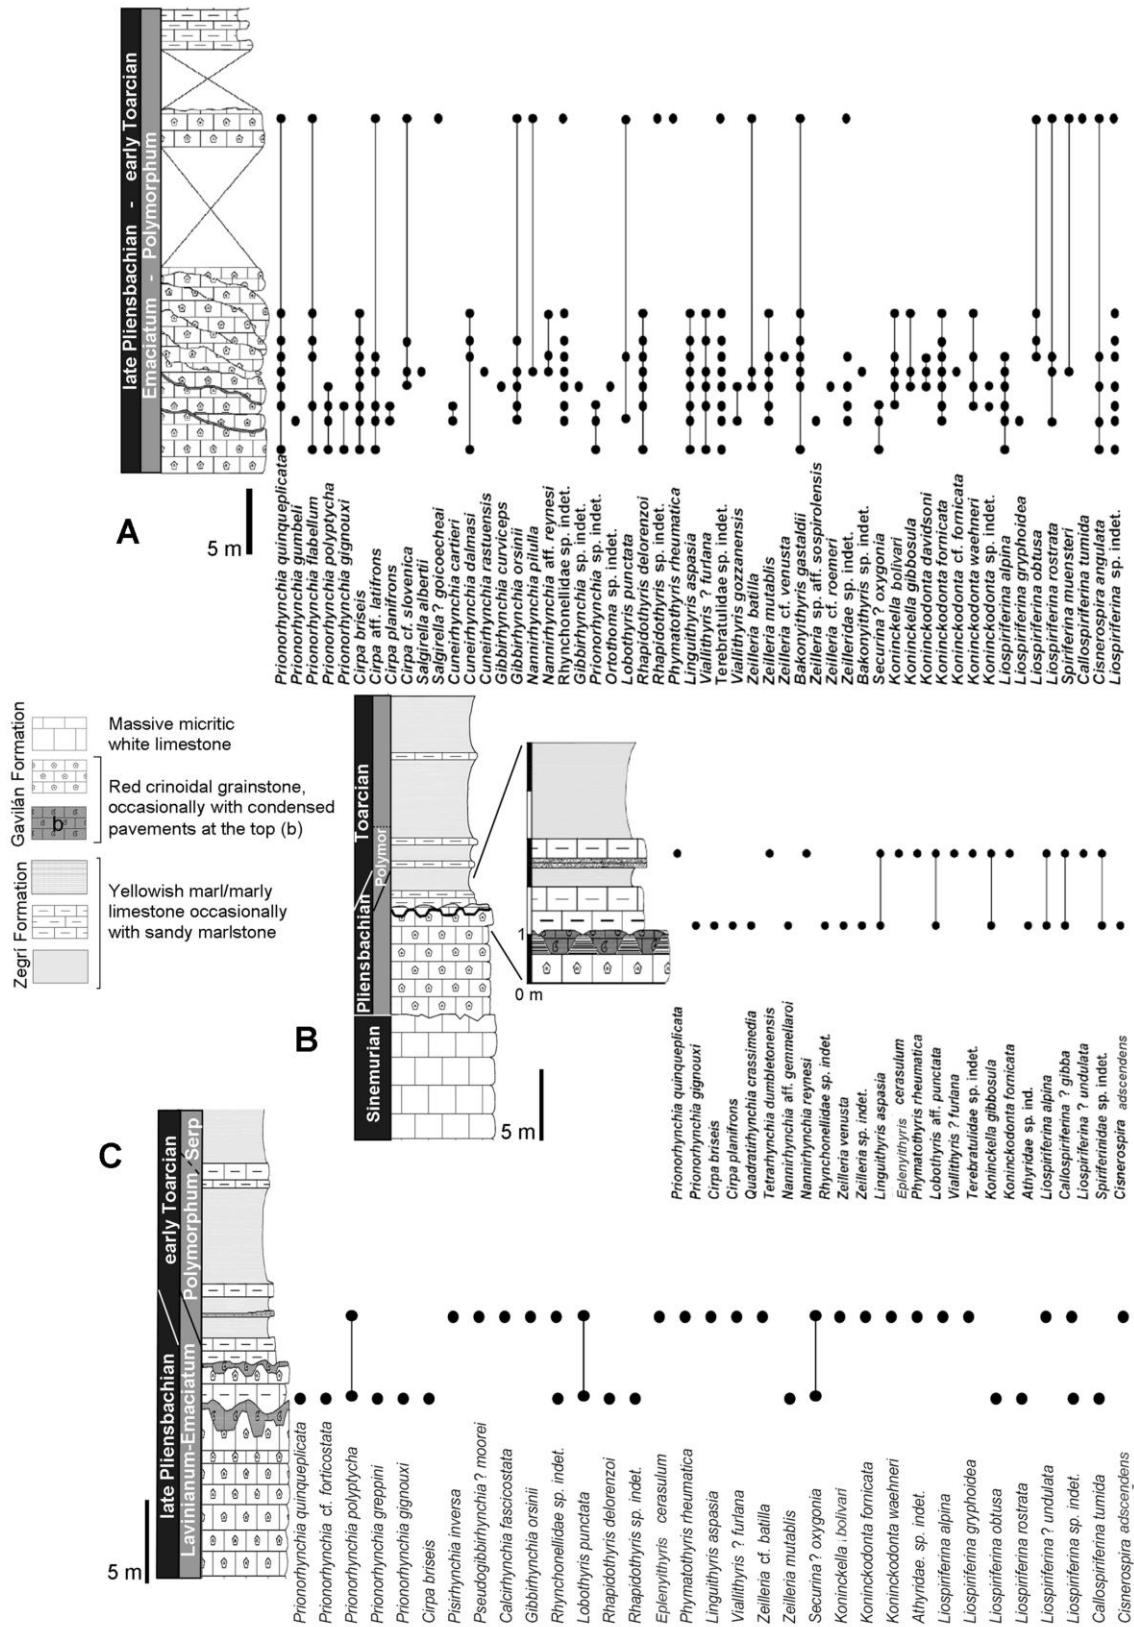 late Pliensbachian - early Toarcian
Emaciatum - Polymorphum
A
5 m
Prionorhynchia quinqueplicata
Prionorhynchia gumbeli
Prionorhynchia flabellum
Prionorhynchia polyptycha
Prionorhynchia gignouxi
Cirpa briseis
Cirpa aff. latifrons
Cirpa planifrons
Cirpa cf. slovenica
Salgirella albertii
Salgirella ? goicoecheai
Cuneirhynchia cartieri
Cuneirhynchia dalmasi
Cuneirhynchia rastuensis
Gibbirhynchia curviceps
Gibbirhynchia orsinii
Nannirhynchia pilulla
Nannirhynchia aff. reynesi
Rhynchonellidae sp. indet.
Gibbirhynchia sp. indet.
Prionorhynchia sp. indet.
Ortothoma sp. indet.
Lobothyris punctata
Rhapidothyris delorenzoi
Rhapidothyris sp. indet.
Phymatothyris rheumatica
Linguithyris aspasia
Viallithyris ? furlana
Terebratulidae sp. indet.
Viallithyris gozzanensis
Zeilleria batilla
Zeilleria mutablis
Zeilleria cf. venusta
Bakonyithyris gastaldii
Zeilleria sp. aff. sospirolensis
Zeilleria cf. roemeri
Zeilleridae sp. indet.
Bakonyithyris sp. indet.
Securina ? oxygonia
Koninckella bolivari
Koninckella gibbosula
Koninckodonta davidsoni
Koninckodonta fornicata
Koninckodonta cf. fornicata
Koninckodonta waehneri
Koninckodonta sp. indet.
Liospiriferina alpina
Liospiriferina gryphoidea
Liospiriferina obtusa
Liospiriferina rostrata
Spiriferina muensteri
Callospiriferina tumida
Cisnerospira angulata
Liospiriferina sp. indet.
Gavilán Formation
Massive micritic
white limestone
b
Red crinoidal grainstone,
occasionally with condensed
pavements at the top (b)
Zegrí Formation
Yellowish marl/marly
limestone occasionally
with sandy marlstone
Toarcian
Polymor
Pliensbachian
Sinemurian
B
5 m
1
0 m
Prionorhynchia quinqueplicata
Prionorhynchia gignouxi
Cirpa briseis
Cirpa planifrons
Quadratirhynchia crassimedia
Tetrarhynchia dumbletonensis
Nannirhynchia aff. gemmellaroi
Nannirhynchia reynesi
Rhynchonellidae sp. indet.
Zeilleria venusta
Zeilleria sp. indet.
Linguithyris aspasia
Eplenyithyris cerasulum
Phymatothyris rheumatica
Lobothyris aff. punctata
Viallithyris ? furlana
Terebratulidae sp. indet.
Koninckella gibbosula
Koninckodonta fornicata
Athyridae sp. ind.
Liospiriferina alpina
Callospiriferina ? gibba
Liospiriferina ? undulata
Spiriferinidae sp. indet.
Cisnerospira adscendens
C
early Toarcian
Polymorphum Serp
late Pliensbachian
Lavinianum-Emaciatum
5 m
Prionorhynchia quinqueplicata
Prionorhynchia cf. forticostata
Prionorhynchia polyptycha
Prionorhynchia greppini
Prionorhynchia gignouxi
Cirpa briseis
Pisirhynchia inversa
Pseudogibbirhynchia ? moorei
Calcirhynchia fascicostata
Gibbirhynchia orsinii
Rhynchonellidae sp. indet.
Lobothyris punctata
Rhapidothyris delorenzoi
Rhapidothyris sp. indet.
Eplenyithyris cerasulum
Phymatothyris rheumatica
Linguithyris aspasia
Viallithyris ? furlana
Zeilleria cf. batilla
Zeilleria mutablis
Securina ? oxygonia
Koninckella bolivari
Koninckodonta fornicata
Koninckodonta waehneri
Athyridae. sp. indet.
Liospiriferina alpina
Liospiriferina gryphoidea
Liospiriferina obtusa
Liospiriferina rostrata
Liospiriferina ? undulata
Liospiriferina sp. indet.
Callospiriferina tumida
Cisnerospira adscendens